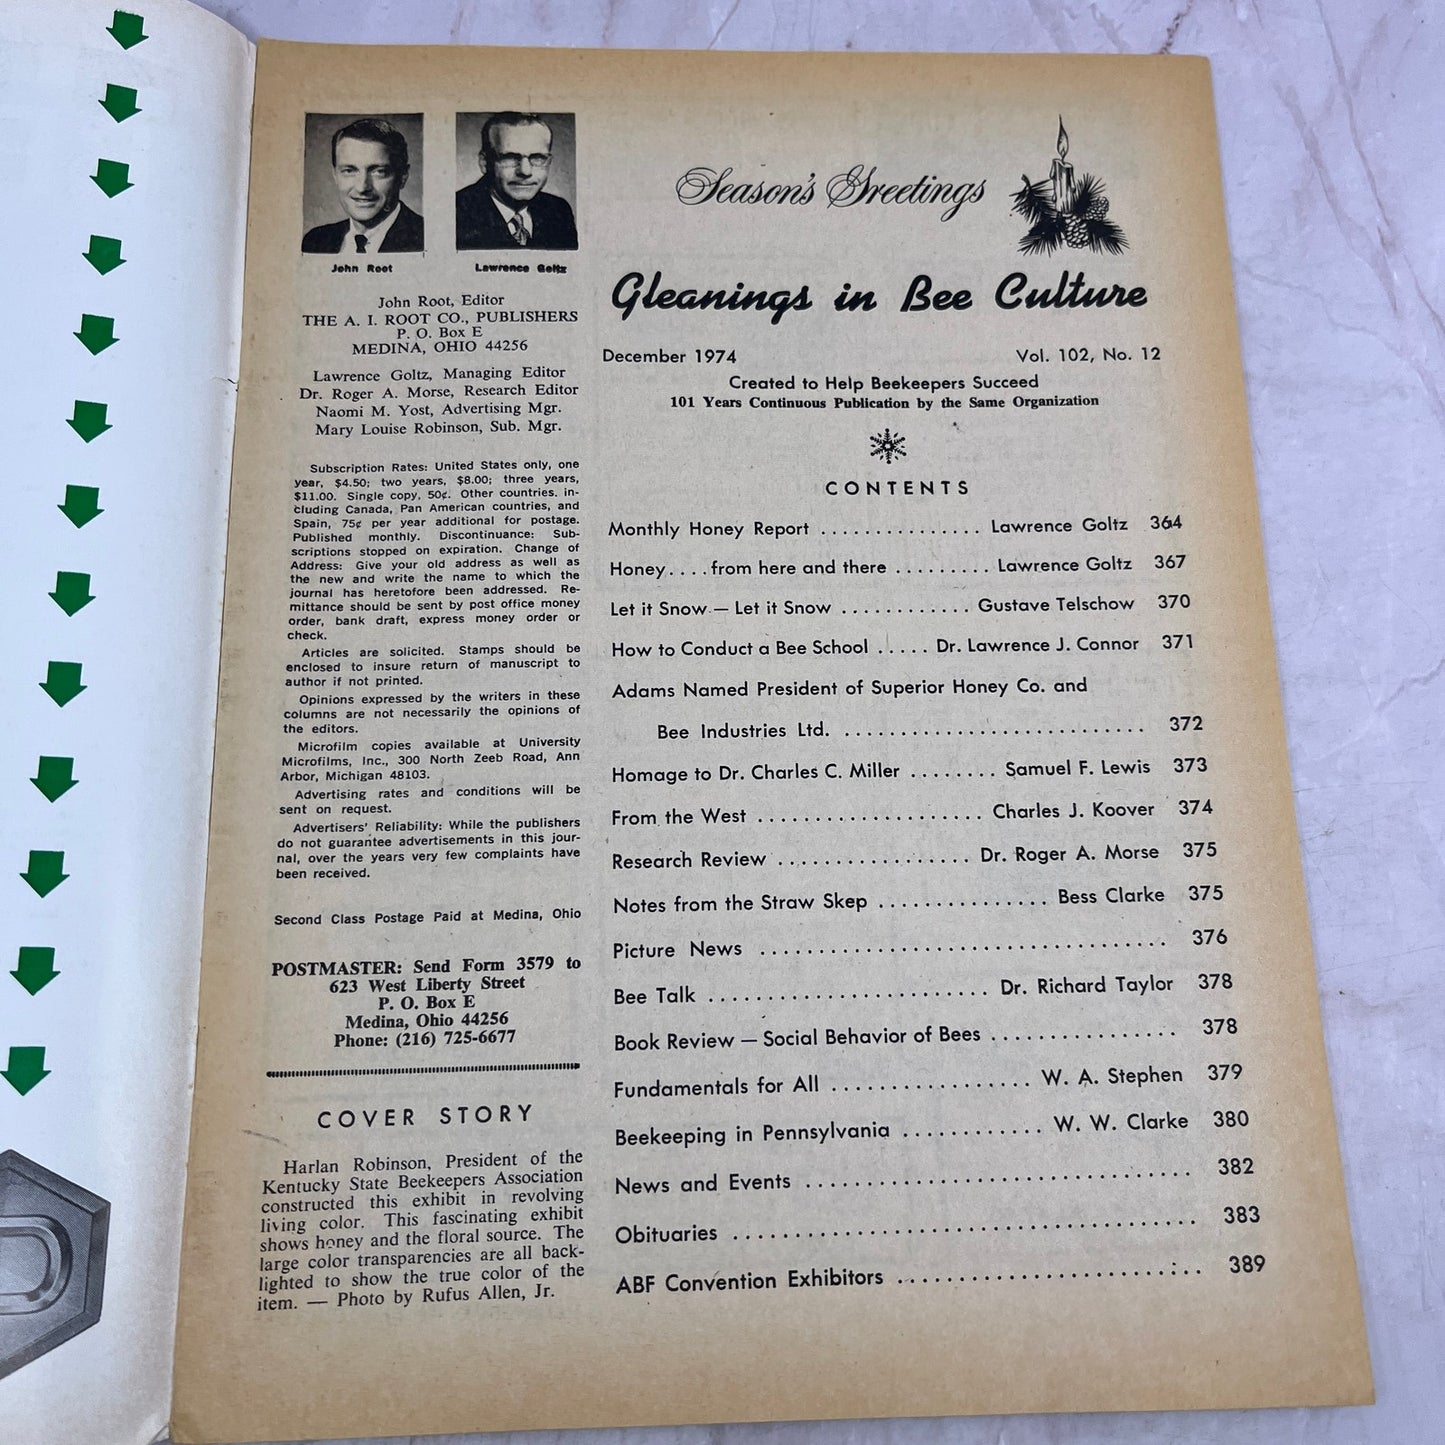 John Root
Lawrence Goltz
John Root, Editor
THE A. I. ROOT CO., PUBLISHERS
P. O. Box E
MEDINA, OHIO 44256
Lawrence Goltz, Managing Editor
Dr. Roger A. Morse, Research Editor
Naomi M. Yost, Advertising Mgr.
Mary Louise Robinson, Sub. Mgr.
Subscription Rates: United States only, one
year, $4.50; two years, $8.00; three years,
$11.00. Single copy, 50¢. Other countries. in-
cluding Canada, Pan American countries, and
Spain, 75¢ per year additional for postage.
Published monthly. Discontinuance: Sub-
scriptions stopped on expiration. Change of
Address: Give your old address as well as
the new and write the name to which the
journal has heretofore been addressed. Re-
mittance should be sent by post office money
order, bank draft, express money order or
check.
Articles are solicited. Stamps should be
enclosed to insure return of manuscript to
author if not printed.
Opinions expressed by the writers in these
columns are not necessarily the opinions of
the editors.
Microfilm copies available at University
Microfilms, Inc., 300 North Zeeb Road, Ann
Arbor, Michigan 48103.
Advertising rates and conditions will be
sent on request.
Advertisers' Reliability: While the publishers
do not guarantee advertisements in this jour-
nal, over the years very few complaints have
been received.
Second Class Postage Paid at Medina, Ohio
POSTMASTER: Send Form 3579 to
623 West Liberty Street
P. O. Box E
Medina, Ohio 44256
Phone: (216) 725-6677
COVER STORY
Harlan Robinson, President of the
Kentucky State Beekeepers Association
constructed this exhibit in revolving
living color. This fascinating exhibit
shows honey and the floral source. The
large color transparencies are all back-
lighted to show the true color of the
item. — Photo by Rufus Allen, Jr.
Season's Greetings
Gleanings in Bee Culture
December 1974 Vol. 102, No. 12
Created to Help Beekeepers Succeed
101 Years Continuous Publication by the Same Organization
CONTENTS
Monthly Honey Report ................ Lawrence Goltz 364
Honey....from here and there ......... Lawrence Goltz 367
Let it Snow — Let it Snow ............ Gustave Telschow 370
How to Conduct a Bee School ..... Dr. Lawrence J. Connor 371
Adams Named President of Superior Honey Co. and
Bee Industries Ltd. ............................. 372
Homage to Dr. Charles C. Miller ........ Samuel F. Lewis 373
From the West .................... Charles J. Koover 374
Research Review ................. Dr. Roger A. Morse 375
Notes from the Straw Skep ............... Bess Clarke 375
Picture News ..................................... 376
Bee Talk ......................... Dr. Richard Taylor 378
Book Review — Social Behavior of Bees ................ 378
Fundamentals for All .................. W. A. Stephen 379
Beekeeping in Pennsylvania ............ W. W. Clarke 380
News and Events .................................. 382
Obituaries ........................................ 383
ABF Convention Exhibitors ........................... 389